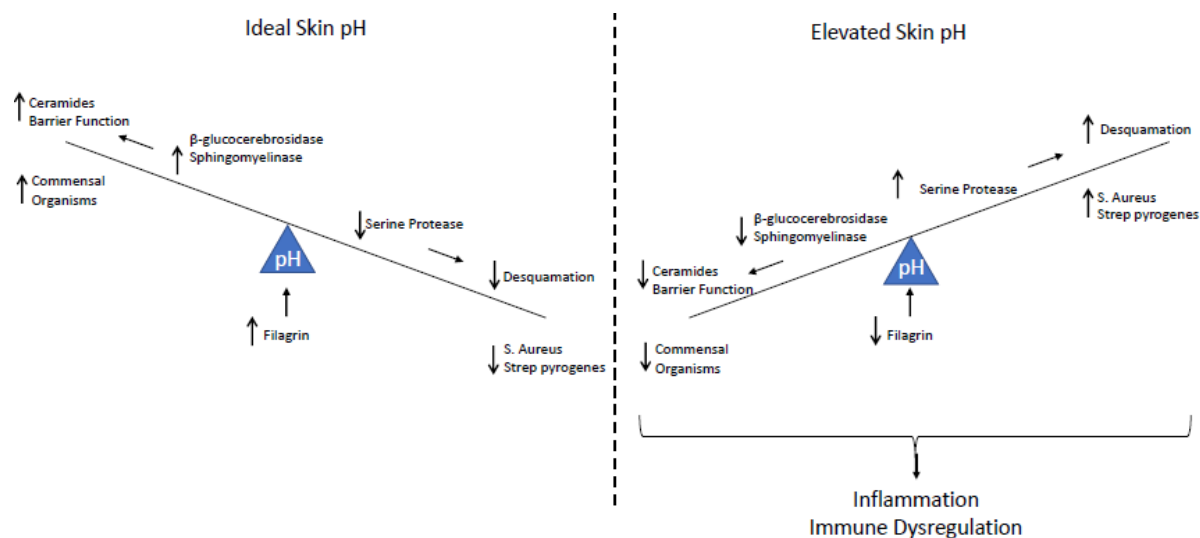 Ideal Skin pH
Ceramides
Barrier Function
β-glucocerebrosidase
Sphingomyelinase
Commensal
Organisms
Serine Protease
Desquamation
pH
Filagrin
S. Aureus
Strep pyrogenes
Elevated Skin pH
Desquamation
Serine Protease
S. Aureus
Strep pyrogenes
β-glucocerebrosidase
Sphingomyelinase
pH
Ceramides
Barrier Function
Filagrin
Commensal
Organisms
Inflammation
Immune Dysregulation